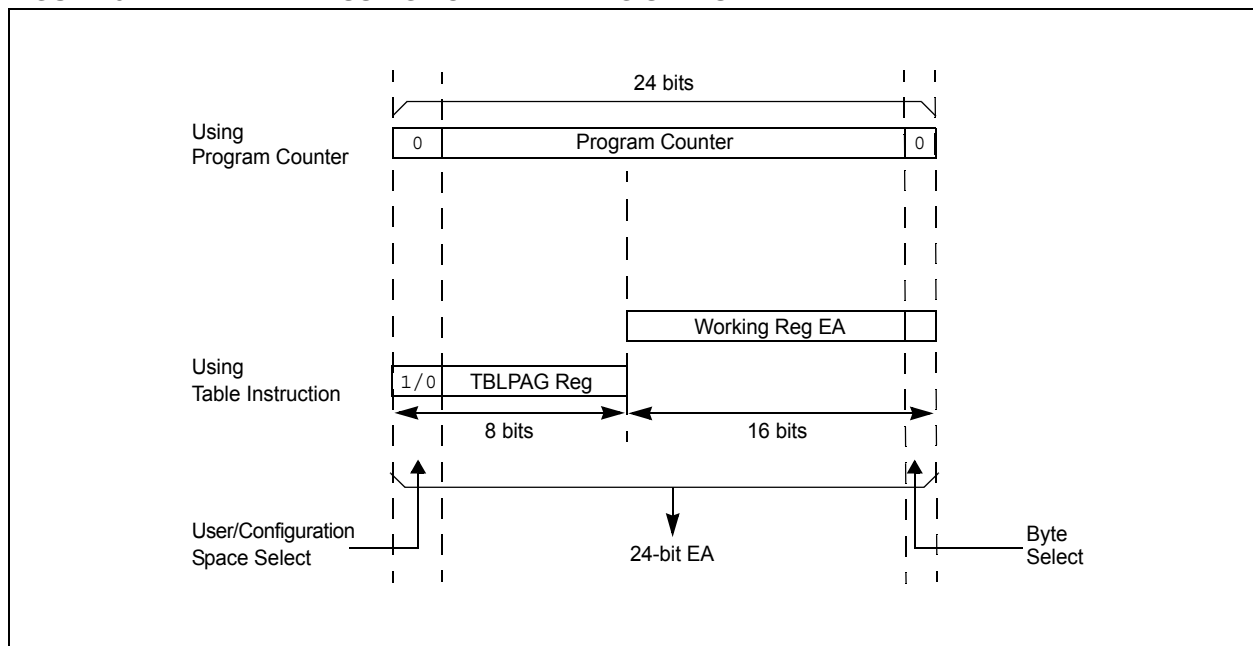 24 bits
Using
Program Counter
0
Program Counter
0
Working Reg EA
Using
Table Instruction
1/0
TBLPAG Reg
8 bits
16 bits
User/Configuration
Space Select
24-bit EA
Byte
Select